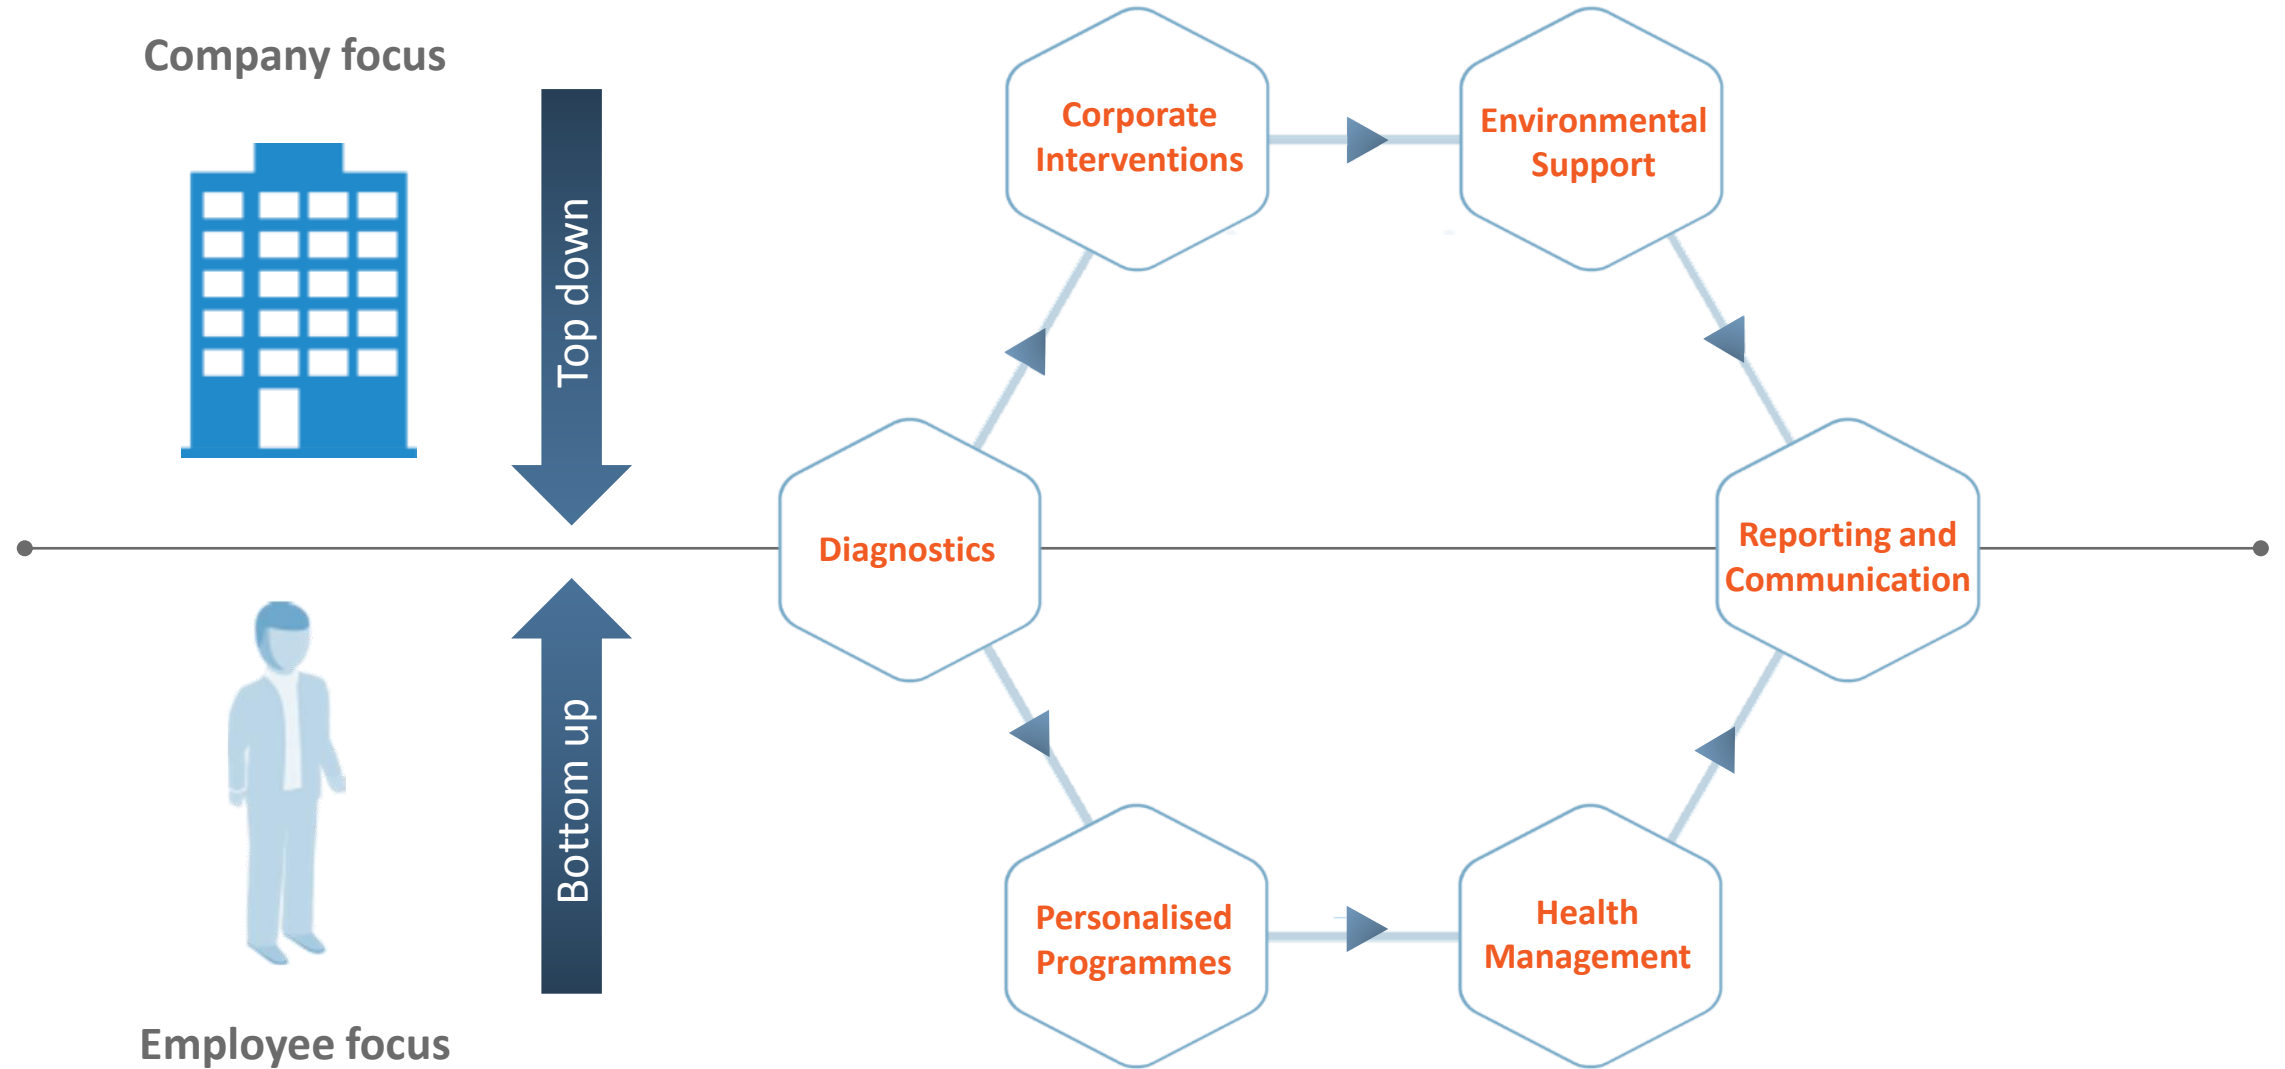 Company focus
Top down
Corporate
Interventions
Environmental
Support
Diagnostics
Reporting and
Communication
Bottom up
Personalised
Programmes
Health
Management
Employee focus